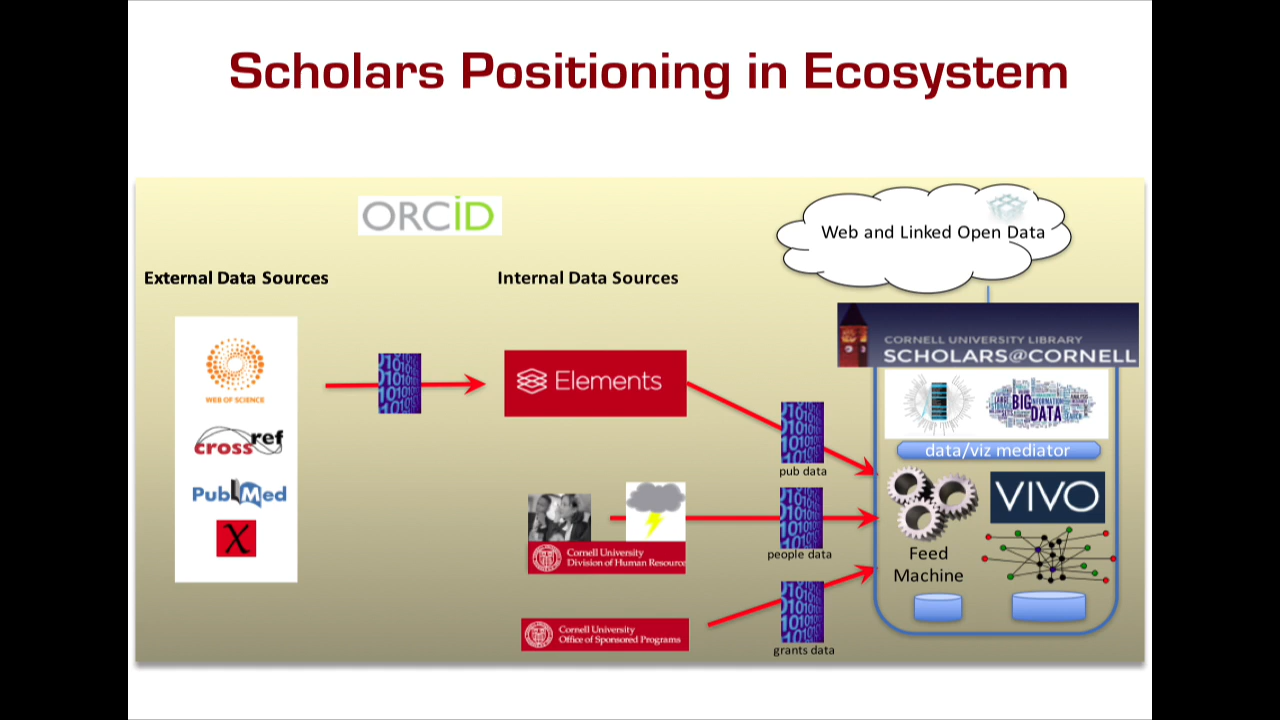 Scholars Positioning in Ecosystem
ORCiD
Web and Linked Open Data
External Data Sources
Internal Data Sources
CORNELL UNIVERSITY LIBRARY
SCHOLARS@CORNELL
WEB OF SCIENCE
Elements
BIG
DATA
pub data
data/viz mediator
crossref
PubMed
VIVO
Cornell University
Division of Human Resourc
people data
Feed
Machine
X
Cornell University
Office of Sponsored Programs
grants data